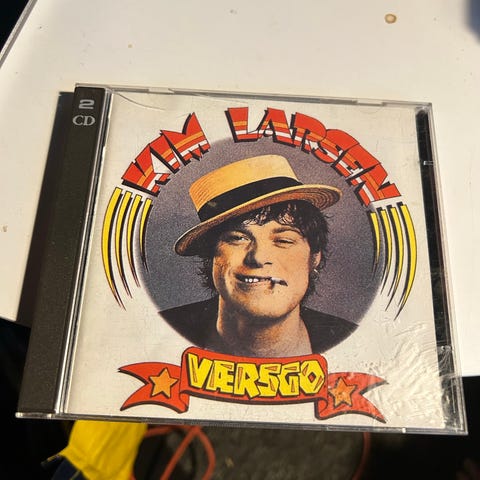 2
CD
KIM LARSEN
VÆRSGO